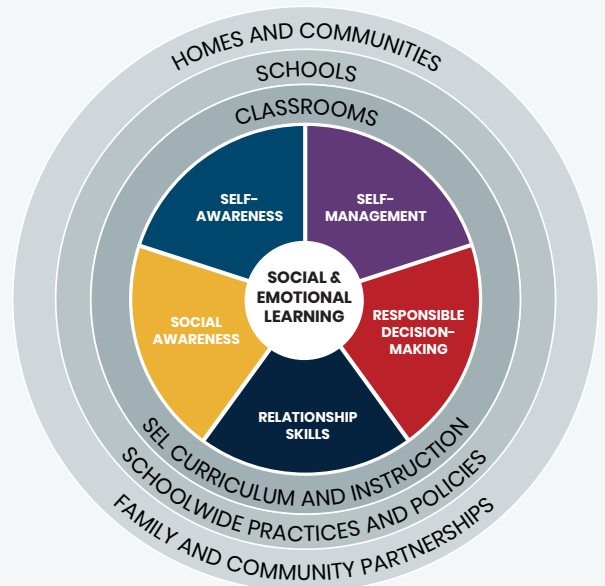 HOMES AND COMMUNITIES
SCHOOLS
CLASSROOMS
SELF-
AWARENESS
SELF-
MANAGEMENT
SOCIAL &
EMOTIONAL
LEARNING
SOCIAL
AWARENESS
RESPONSIBLE
DECISION-
MAKING
RELATIONSHIP
SKILLS
SEL CURRICULUM AND INSTRUCTION
SCHOOLWIDE PRACTICES AND POLICIES
FAMILY AND COMMUNITY PARTNERSHIPS